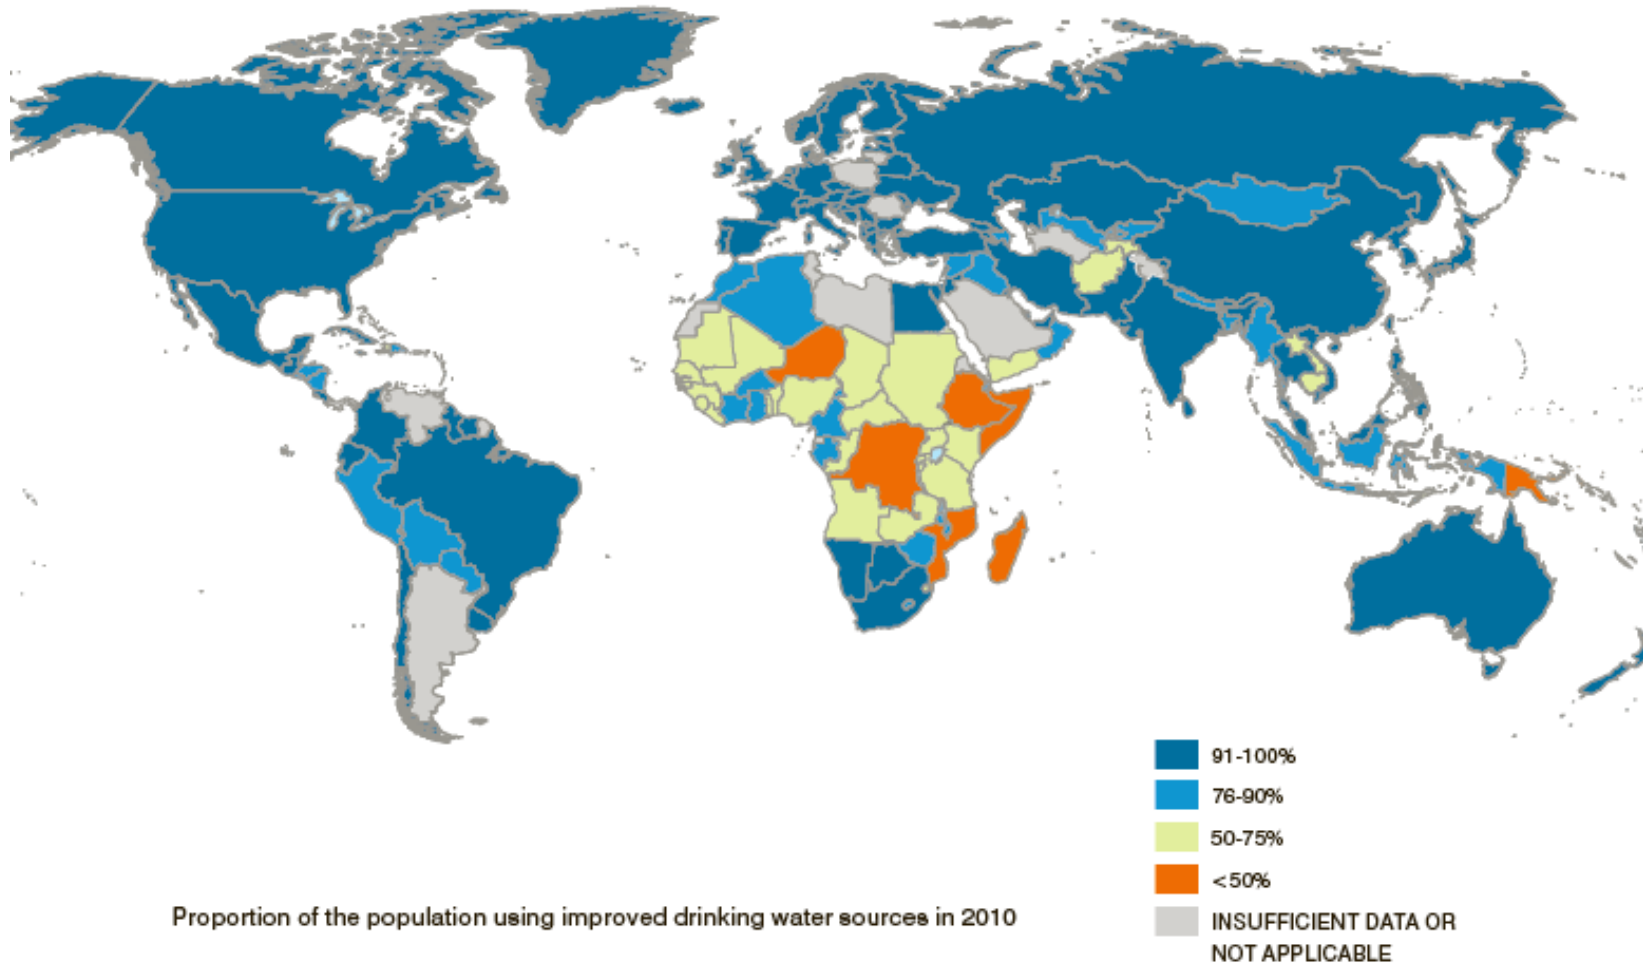 91-100%
76-90%
50-75%
<50%
INSUFFICIENT DATA OR
NOT APPLICABLE
Proportion of the population using improved drinking water sources in 2010